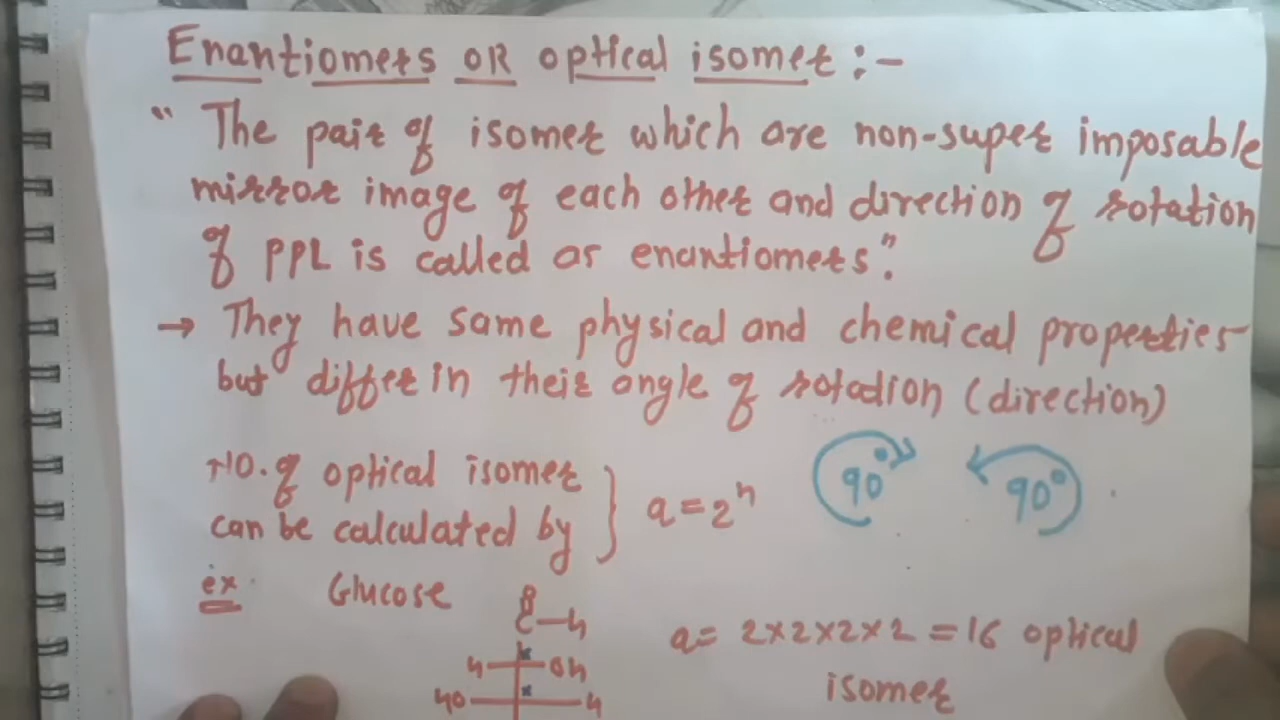 Enantiomers OR optical isomer :-
" The pair of isomer which are non-super imposable
mirror image of each other and direction of rotation
of PPL is called as enantiomers".
→ They have same physical and chemical properties
but differ in their angle of rotation (direction)
90°
90°
No. of optical isomer
can be calculated by } a = 2ⁿ
ex. Glucose
a = 2×2×2×2 = 16 optical
isomer
O
C—H
H—OH
HO—H